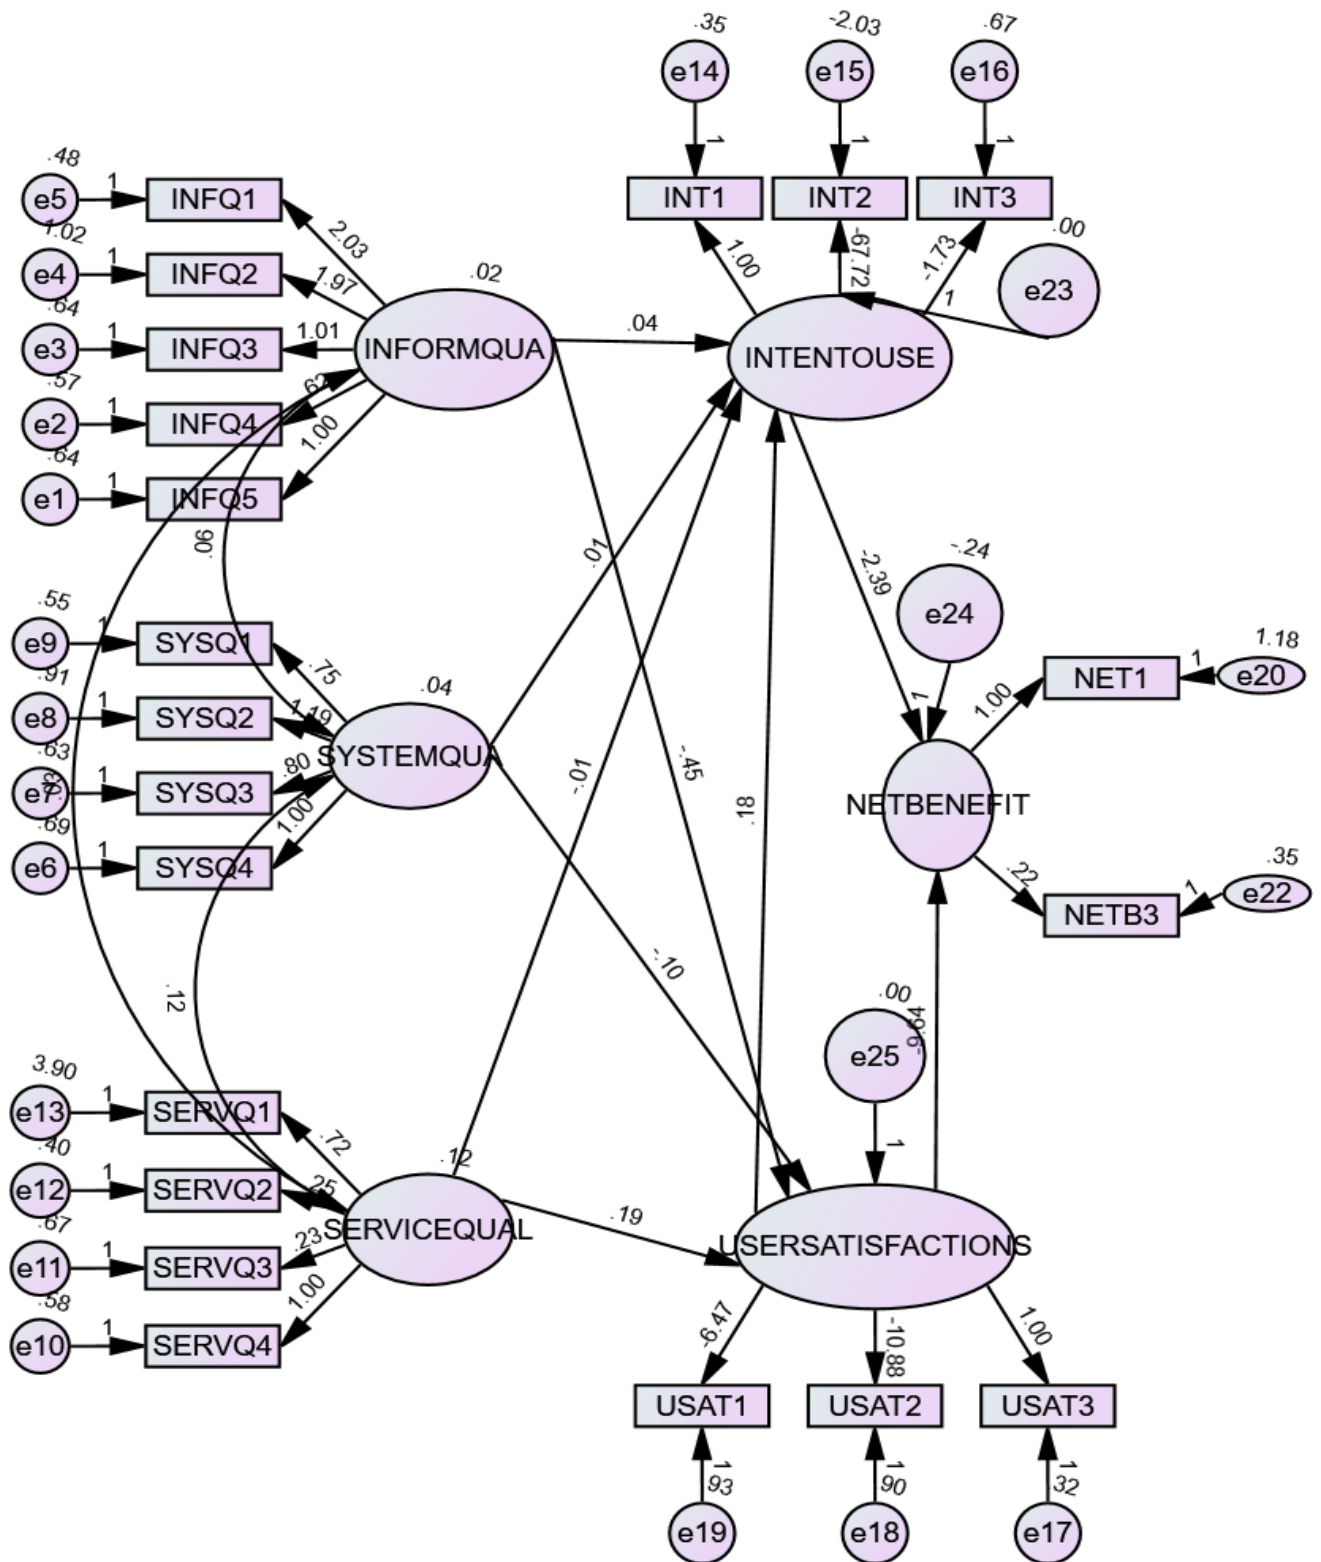 .35
-2.03
.67
e14
e15
e16
1
1
1
INT1
INT2
INT3
1.00
-67.72
-1.73
.00
e23
1
INTENTOUSE
.48
e5
1
INFQ1
2.03
1.02
e4
1
INFQ2
1.97
.64
e3
1
INFQ3
1.01
.57
e2
1
INFQ4
.62
.64
e1
1
INFQ5
1.00
.02
INFORMQUA
.04
.90
.55
e9
1
SYSQ1
.75
.91
e8
1
SYSQ2
1.19
.63
e7
1
SYSQ3
.80
.69
e6
1
SYSQ4
1.00
.04
SYSTEMQUA
.01
-.01
-.45
.18
-.10
-2.39
-.24
e24
1
NETBENEFIT
1.00
NET1
1
1.18
e20
.22
NETB3
1
.35
e22
.12
3.90
e13
1
SERVQ1
.72
.40
e12
1
SERVQ2
.25
.67
e11
1
SERVQ3
.23
.58
e10
1
SERVQ4
1.00
.12
SERVICEQUAL
.19
.00
e25
1
-9.64
USERSATISFACTIONS
-6.47
-10.88
1.00
USAT1
USAT2
USAT3
1
1
1
.93
.90
.32
e19
e18
e17